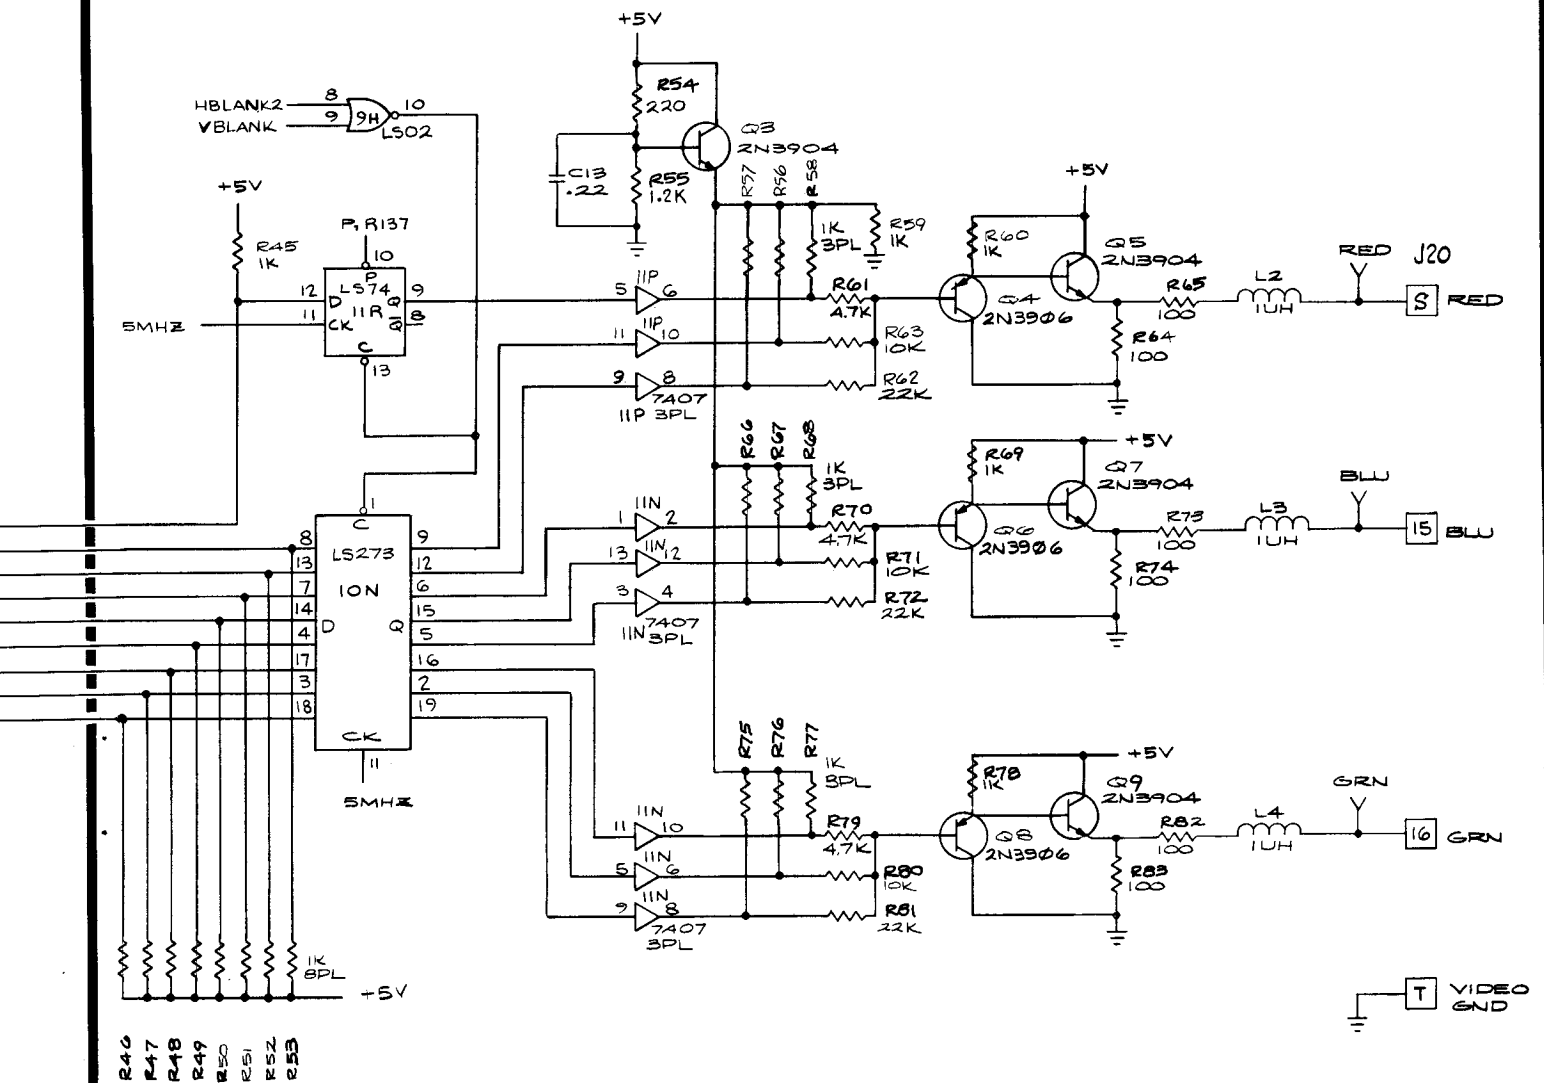 +5V
R54
220
HBLANK2
8
9H
10
VBLANK
9
LS02
Q3
2N3904
C13
.22
R55
1.2K
R57
R56
R58
+5V
+5V
P, R137
10
P
R45
1K
1K
3PL
R59
1K
R60
1K
Q5
2N3904
RED
J20
12
D
LS74
11R
Q
9
11
CK
Q
8
C
13
5MHZ
5
11P
6
R61
4.7K
Q4
2N3906
R65
100
L2
1UH
S
RED
11
11P
10
R63
10K
R64
100
9
8
7407
11P 3PL
R62
22K
R66
R67
R68
1K
3PL
+5V
R69
1K
Q7
2N3904
BLU
1
C
1
11N
2
R70
4.7K
Q6
2N3906
R73
100
L3
1UH
15
BLU
8
LS273
9
13
12
7
10N
6
14
D
Q
15
4
5
17
16
3
2
18
19
CK
11
5MHZ
13
11N
12
R71
10K
R74
100
3
4
7407
11N 3PL
R72
22K
R75
R76
R77
1K
3PL
+5V
R78
1K
Q9
2N3904
GRN
11
11N
10
R79
4.7K
Q8
2N3906
R82
100
L4
1UH
16
GRN
5
11N
6
R80
10K
R83
100
9
11N
8
7407
3PL
R81
22K
1K
8PL
+5V
T
VIDEO
GND
R46
R47
R48
R49
R50
R51
R52
R53